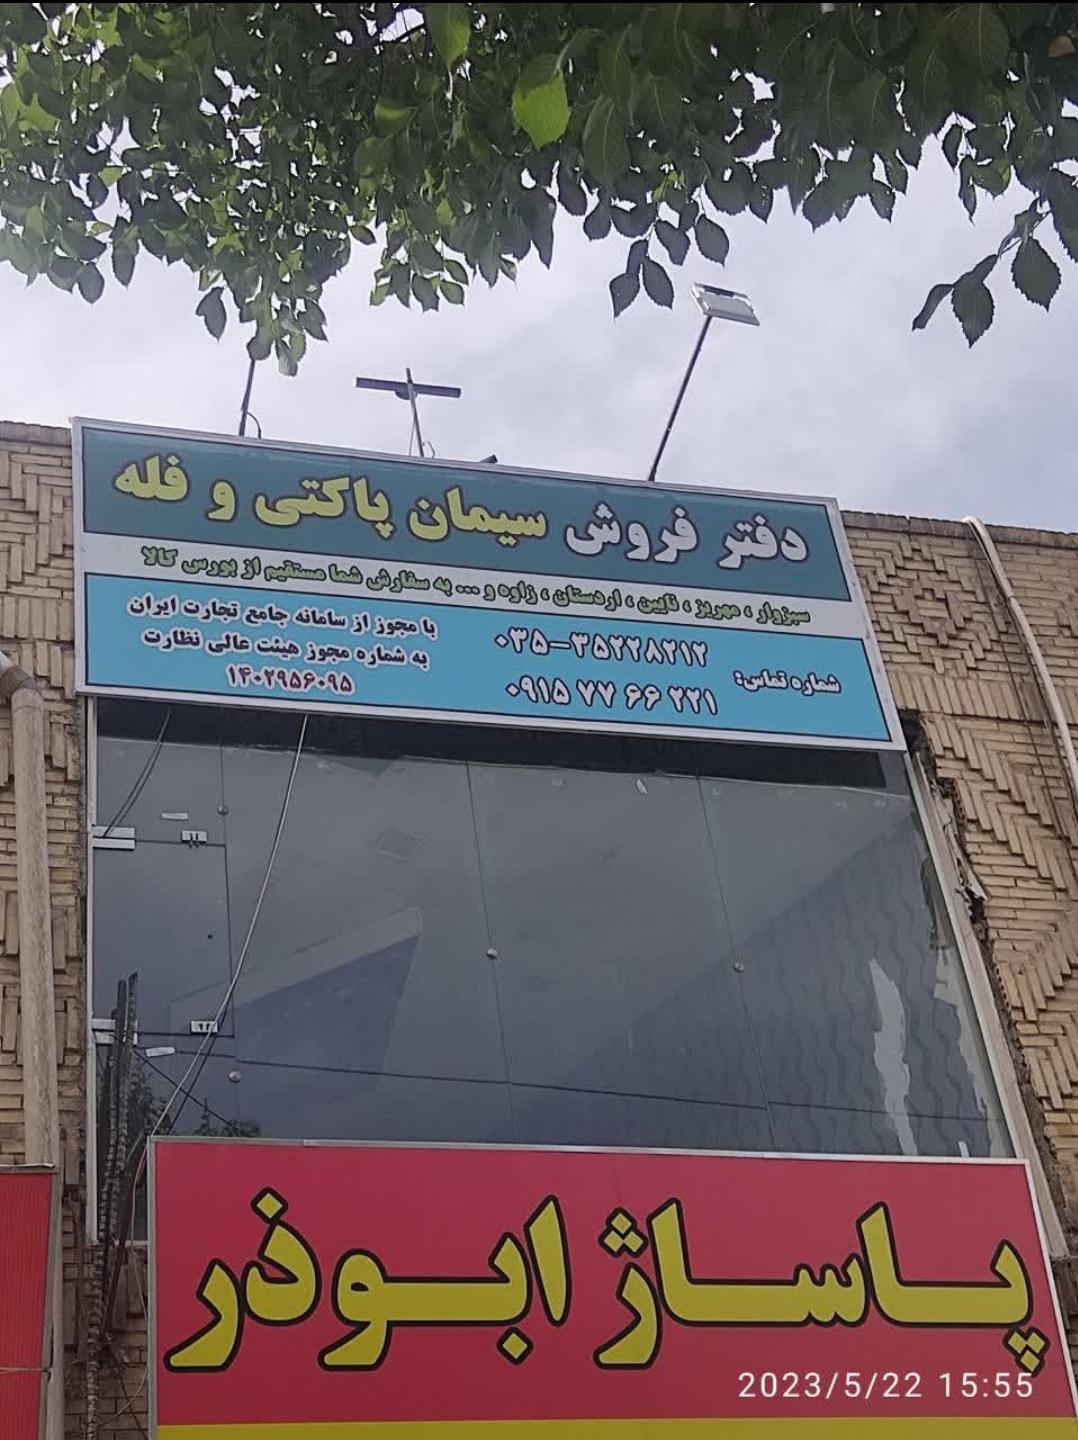 دفتر فروش سیمان پاکتی و فله
سبزوار ، مهریز ، نایین ، اردستان ، زاوه و ... به سفارش شما مستقیم از بورس کالا
شماره تماس:
۰۳۵-۳۵۲۲۸۲۱۲
۰۹۱۵ ۷۷ ۶۶ ۲۲۱
با مجوز از سامانه جامع تجارت ایران
به شماره مجوز هیئت عالی نظارت
۱۴۰۲۹۵۶۰۹۵
پاساژ ابوذر
2023/5/22 15:55